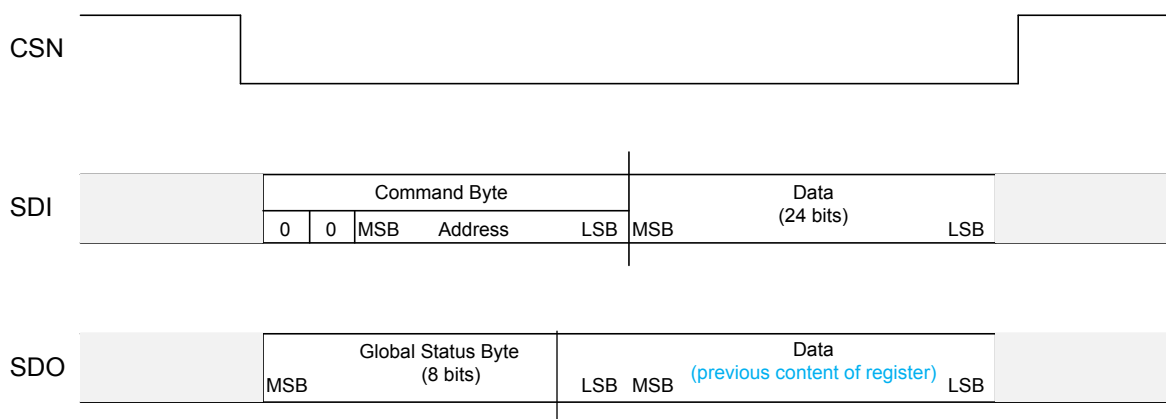 CSN
SDI
Command Byte
0 0 MSB Address LSB
Data
(24 bits)
MSB LSB
SDO
Global Status Byte
(8 bits)
MSB LSB
Data
(previous content of register)
MSB LSB